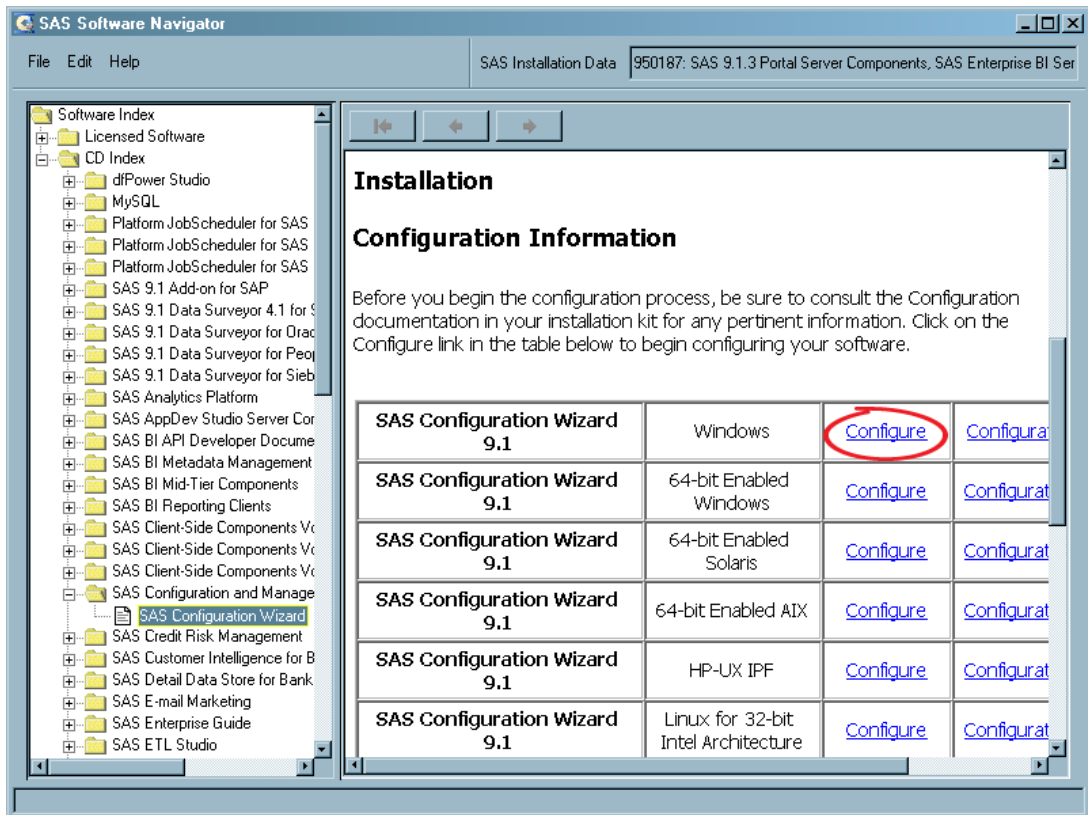 SAS Software Navigator
File Edit Help
SAS Installation Data
950187: SAS 9.1.3 Portal Server Components, SAS Enterprise BI Ser
Software Index
Licensed Software
CD Index
dfPower Studio
MySQL
Platform JobScheduler for SAS
Platform JobScheduler for SAS
Platform JobScheduler for SAS
SAS 9.1 Add-on for SAP
SAS 9.1 Data Surveyor 4.1 for S
SAS 9.1 Data Surveyor for Orac
SAS 9.1 Data Surveyor for Peop
SAS 9.1 Data Surveyor for Sieb
SAS Analytics Platform
SAS AppDev Studio Server Cor
SAS BI API Developer Docume
SAS BI Metadata Management
SAS BI Mid-Tier Components
SAS BI Reporting Clients
SAS Client-Side Components Vo
SAS Client-Side Components Vo
SAS Client-Side Components Vo
SAS Configuration and Manage
SAS Configuration Wizard
SAS Credit Risk Management
SAS Customer Intelligence for B
SAS Detail Data Store for Bank
SAS E-mail Marketing
SAS Enterprise Guide
SAS ETL Studio
Installation
Configuration Information
Before you begin the configuration process, be sure to consult the Configuration
documentation in your installation kit for any pertinent information. Click on the
Configure link in the table below to begin configuring your software.
SAS Configuration Wizard
9.1
Windows
Configure
Configurat
SAS Configuration Wizard
9.1
64-bit Enabled
Windows
Configure
Configurat
SAS Configuration Wizard
9.1
64-bit Enabled
Solaris
Configure
Configurat
SAS Configuration Wizard
9.1
64-bit Enabled AIX
Configure
Configurat
SAS Configuration Wizard
9.1
HP-UX IPF
Configure
Configurat
SAS Configuration Wizard
9.1
Linux for 32-bit
Intel Architecture
Configure
Configurat